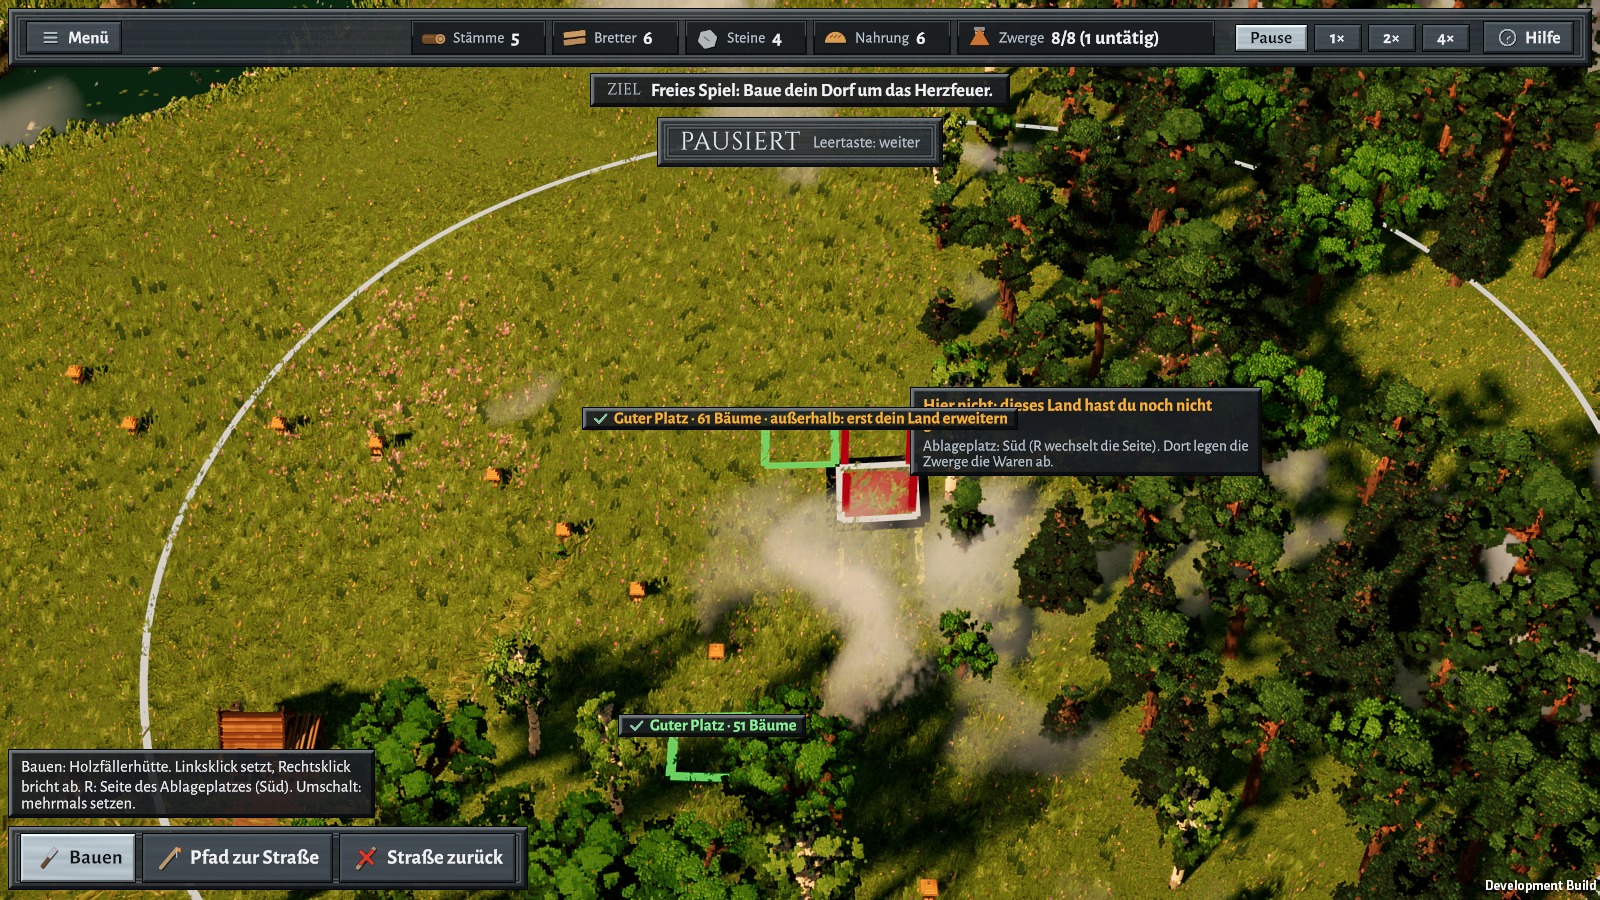 Menü
Stämme 5
Bretter 6
Steine 4
Nahrung 6
Zwerge 8/8 (1 untätig)
Pause
1×
2×
4×
Hilfe
ZIEL Freies Spiel: Baue dein Dorf um das Herzfeuer.
PAUSIERT Leertaste: weiter
Hier nicht: dieses Land hast du noch nicht
Guter Platz · 61 Bäume · außerhalb: erst dein Land erweitern
Ablageplatz: Süd (R wechselt die Seite). Dort legen die
Zwerge die Waren ab.
Guter Platz · 51 Bäume
Bauen: Holzfällerhütte. Linksklick setzt, Rechtsklick
bricht ab. R: Seite des Ablageplatzes (Süd). Umschalt:
mehrmals setzen.
Bauen
Pfad zur Straße
Straße zurück
Development Build